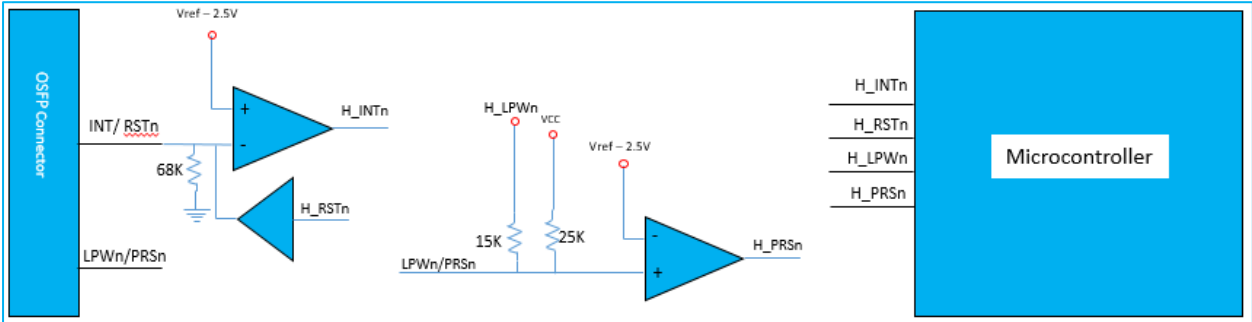 OSFP Connector
INT/ RSTn
LPWn/PRSn
Vref – 2.5V
+
-
H_INTn
68K
H_RSTn
H_LPWn
VCC
Vref – 2.5V
15K
25K
LPWn/PRSn
-
+
H_PRSn
H_INTn
H_RSTn
H_LPWn
H_PRSn
Microcontroller